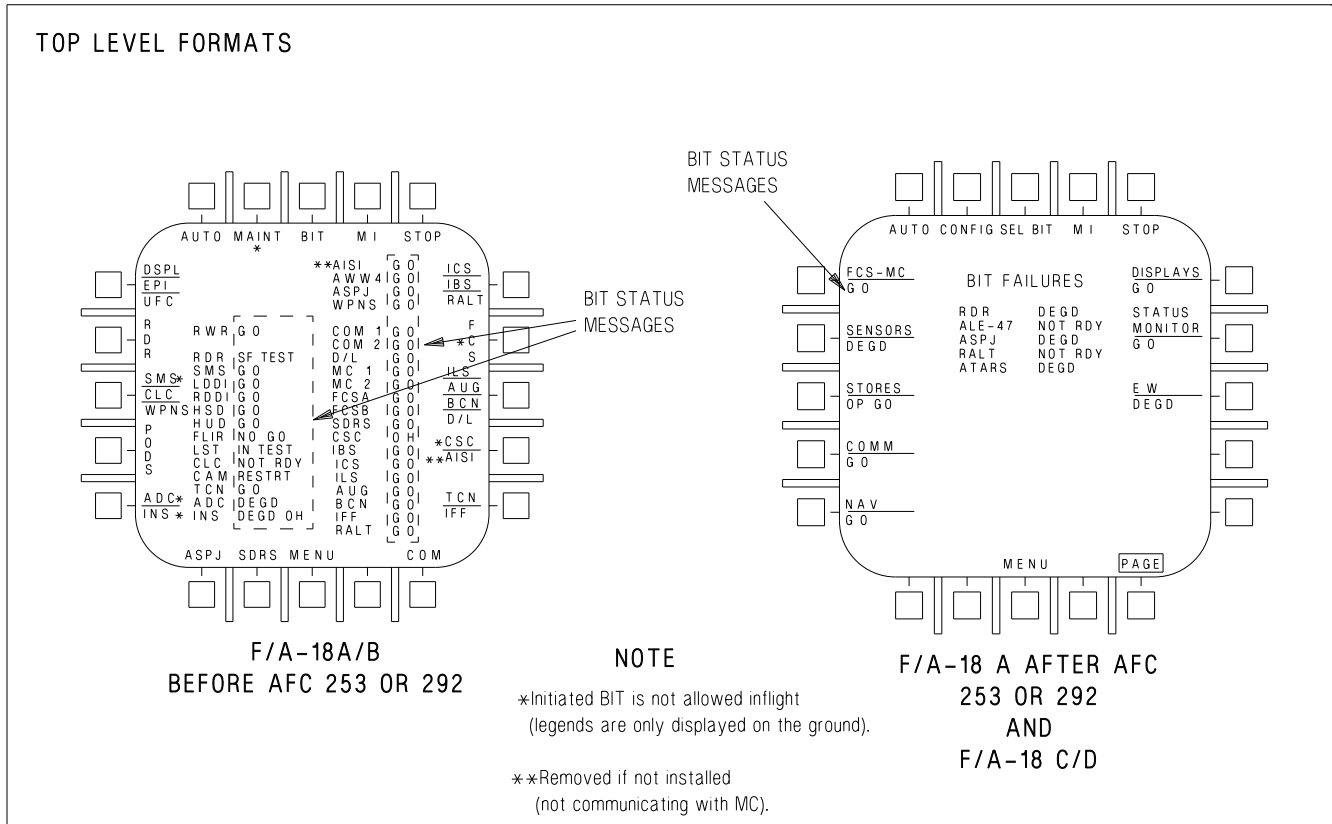 TOP LEVEL FORMATS
BIT STATUS
MESSAGES
AUTO MAINT BIT MI STOP
*
DSPL
EPI
UFC
RDR
SMS*
CLC
WPNS
PODS
ADC*
INS *
RWR GO
RDR SF TEST
SMS GO
LDDI GO
RDDI GO
HSD GO
HUD GO
FLIR NO GO
LST IN TEST
CLC NOT RDY
CAM RESTRT
TCN GO
ADC DEGD
INS DEGD OH
**AISI GO
AWW4 GO
ASPJ GO
WPNS GO
COM 1 GO
COM 2 GO
D/L GO
MC 1 GO
MC 2 GO
FCSA GO
FCSB GO
SDRS GO
CSC OH
IBS GO
ICS GO
ILS GO
AUG GO
BCN GO
IFF GO
RALT GO
ICS
IBS
RALT
F
*C
S
ILS
AUG
BCN
D/L
*CSC
**AISI
TCN
IFF
ASPJ SDRS MENU COM
BIT STATUS
MESSAGES
F/A-18A/B
BEFORE AFC 253 OR 292
AUTO CONFIG SEL BIT MI STOP
FCS-MC
GO
SENSORS
DEGD
STORES
OP GO
COMM
GO
NAV
GO
BIT FAILURES
RDR DEGD
ALE-47 NOT RDY
ASPJ DEGD
RALT NOT RDY
ATARS DEGD
DISPLAYS
GO
STATUS
MONITOR
GO
EW
DEGD
MENU PAGE
F/A-18 A AFTER AFC
253 OR 292
AND
F/A-18 C/D
NOTE
*Initiated BIT is not allowed inflight
(legends are only displayed on the ground).
**Removed if not installed
(not communicating with MC).